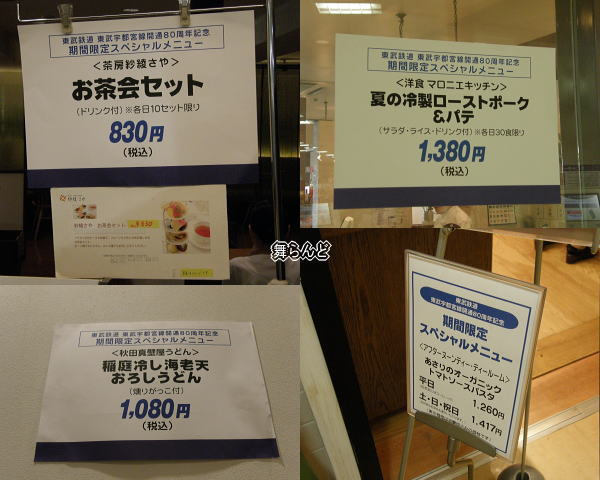 東武鉄道 東武宇都宮線開通80周年記念
期間限定スペシャルメニュー
＜茶房紗綾さや＞
お茶会セット
（ドリンク付）※各日10セット限り
830円
（税込）
紗綾さや お茶会セット
東武鉄道 東武宇都宮線開通80周年記念
期間限定スペシャルメニュー
＜洋食 マロニエキッチン＞
夏の冷製ローストポーク
＆パテ
（サラダ・ライス・ドリンク付）※各日30食限り
1,380円
（税込）
舞らんど
東武鉄道 東武宇都宮線開通80周年記念
期間限定スペシャルメニュー
＜秋田真壁屋うどん＞
稲庭冷し海老天
おろしうどん
（燻りがっこ付）
1,080円
（税込）
東武鉄道
東武宇都宮線開通80周年記念
期間限定
スペシャルメニュー
＜アフタヌーンティー・ティールーム＞
あさりのオーガニック
トマトソースパスタ
平日
1,260円
土・日・祝日
1,417円